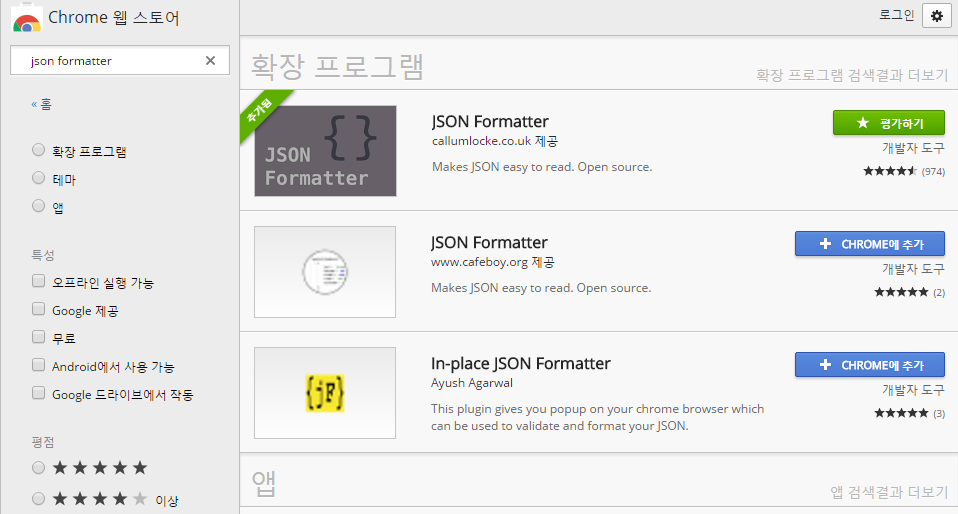 Chrome 웹 스토어
로그인
json formatter
« 홈
확장 프로그램
테마
앱
특성
오프라인 실행 가능
Google 제공
무료
Android에서 사용 가능
Google 드라이브에서 작동
평점
이상
확장 프로그램
확장 프로그램 검색결과 더보기
추가됨
JSON
Formatter
{}
JSON Formatter
callumlocke.co.uk 제공
Makes JSON easy to read. Open source.
평가하기
개발자 도구
(974)
JSON Formatter
www.cafeboy.org 제공
Makes JSON easy to read. Open source.
CHROME에 추가
개발자 도구
(2)
{jF}
In-place JSON Formatter
Ayush Agarwal
This plugin gives you popup on your chrome browser which
can be used to validate and format your JSON.
CHROME에 추가
개발자 도구
(3)
앱
앱 검색결과 더보기